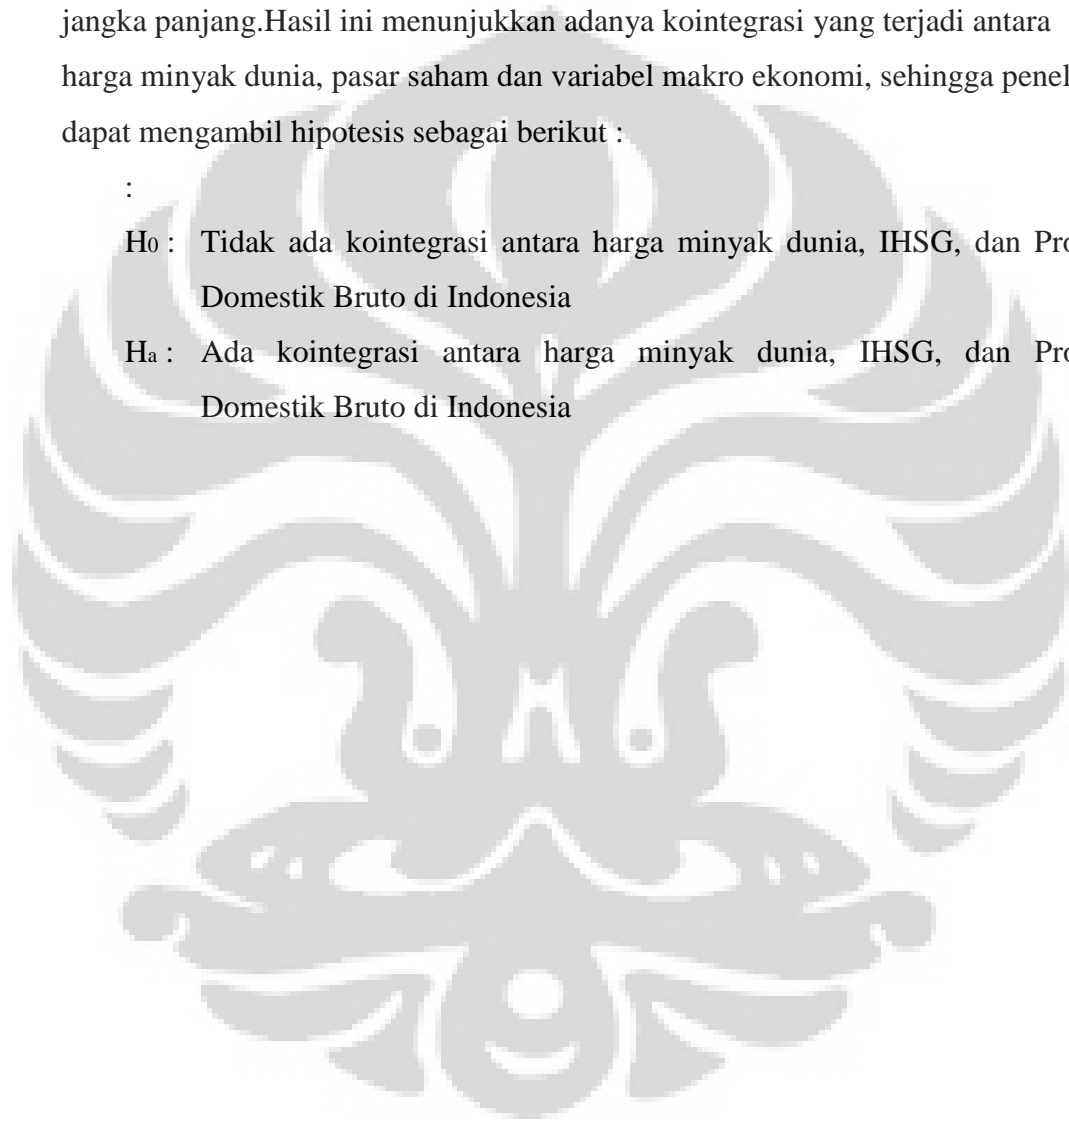 jangka panjang.Hasil ini menunjukkan adanya kointegrasi yang terjadi antara
harga minyak dunia, pasar saham dan variabel makro ekonomi, sehingga penel
dapat mengambil hipotesis sebagai berikut :
:
H0 : Tidak ada kointegrasi antara harga minyak dunia, IHSG, dan Pro
Domestik Bruto di Indonesia
Ha : Ada kointegrasi antara harga minyak dunia, IHSG, dan Pro
Domestik Bruto di Indonesia